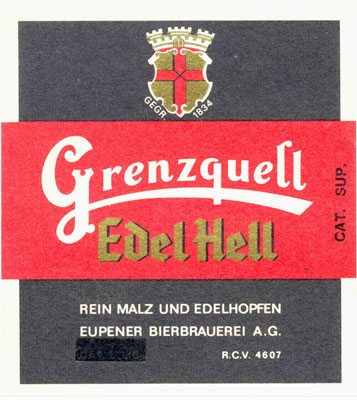 GEGR. 1834
Grenzquell
Edel Hell
CAT. SUP.
REIN MALZ UND EDELHOPFEN
EUPENER BIERBRAUEREI A.G.
R.C.V. 4607